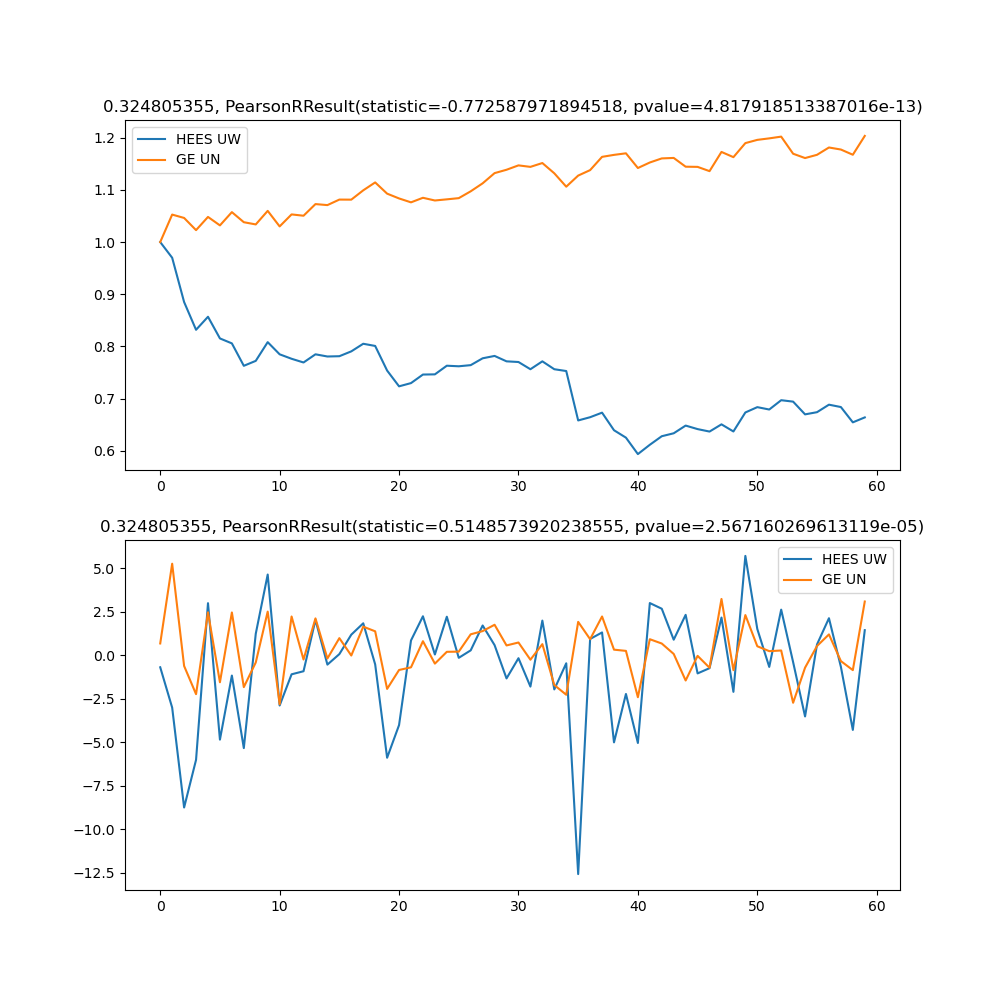 0.324805355, PearsonRResult(statistic=-0.772587971894518, pvalue=4.817918513387016e-13)
HEES UW
GE UN
1.2
1.1
1.0
0.9
0.8
0.7
0.6
0 10 20 30 40 50 60
0.324805355, PearsonRResult(statistic=0.5148573920238555, pvalue=2.567160269613119e-05)
HEES UW
GE UN
5.0
2.5
0.0
−2.5
−5.0
−7.5
−10.0
−12.5
0 10 20 30 40 50 60